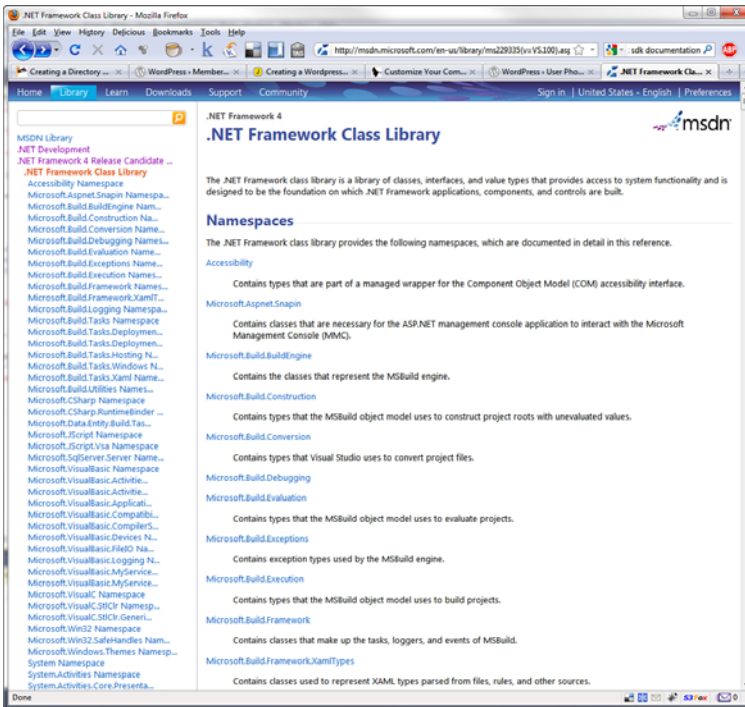 .NET Framework Class Library - Mozilla Firefox
File Edit View History Delicious Bookmarks Tools Help
http://msdn.microsoft.com/en-us/library/ms229335(v=VS.100).asp
sdk documentation
Creating a Directory ...
WordPress › Member...
Creating a Wordpress...
Customize Your Com...
WordPress › User Pho...
.NET Framework Cla...
Home Library Learn Downloads Support Community
Sign in | United States - English | Preferences
MSDN Library
.NET Development
.NET Framework 4 Release Candidate ...
.NET Framework Class Library
Accessibility Namespace
Microsoft.Aspnet.Snapin Namespa...
Microsoft.Build.BuildEngine Nam...
Microsoft.Build.Construction Na...
Microsoft.Build.Conversion Name...
Microsoft.Build.Debugging Names...
Microsoft.Build.Evaluation Name...
Microsoft.Build.Exceptions Name...
Microsoft.Build.Execution Names...
Microsoft.Build.Framework Names...
Microsoft.Build.Framework.XamlT...
Microsoft.Build.Logging Namespa...
Microsoft.Build.Tasks Namespace
Microsoft.Build.Tasks.Deploymen...
Microsoft.Build.Tasks.Deploymen...
Microsoft.Build.Tasks.Hosting N...
Microsoft.Build.Tasks.Windows N...
Microsoft.Build.Tasks.Xaml Name...
Microsoft.Build.Utilities Names...
Microsoft.CSharp Namespace
Microsoft.CSharp.RuntimeBinder ...
Microsoft.Data.Entity.Build.Tas...
Microsoft.JScript Namespace
Microsoft.JScript.Vsa Namespace
Microsoft.SqlServer.Server Name...
Microsoft.VisualBasic Namespace
Microsoft.VisualBasic.Activitie...
Microsoft.VisualBasic.Activitie...
Microsoft.VisualBasic.Applicati...
Microsoft.VisualBasic.Compatibi...
Microsoft.VisualBasic.CompilerS...
Microsoft.VisualBasic.Devices N...
Microsoft.VisualBasic.FileIO Na...
Microsoft.VisualBasic.Logging N...
Microsoft.VisualBasic.MyService...
Microsoft.VisualBasic.MyService...
Microsoft.VisualC Namespace
Microsoft.VisualC.StlClr Namesp...
Microsoft.VisualC.StlClr.Generi...
Microsoft.Win32 Namespace
Microsoft.Win32.SafeHandles Nam...
Microsoft.Windows.Themes Namesp...
System Namespace
System.Activities Namespace
System.Activities.Core.Presenta...
.NET Framework 4
.NET Framework Class Library
msdn
The .NET Framework class library is a library of classes, interfaces, and value types that provides access to system functionality and is
designed to be the foundation on which .NET Framework applications, components, and controls are built.
Namespaces
The .NET Framework class library provides the following namespaces, which are documented in detail in this reference.
Accessibility
Contains types that are part of a managed wrapper for the Component Object Model (COM) accessibility interface.
Microsoft.Aspnet.Snapin
Contains classes that are necessary for the ASP.NET management console application to interact with the Microsoft
Management Console (MMC).
Microsoft.Build.BuildEngine
Contains the classes that represent the MSBuild engine.
Microsoft.Build.Construction
Contains types that the MSBuild object model uses to construct project roots with unevaluated values.
Microsoft.Build.Conversion
Contains types that Visual Studio uses to convert project files.
Microsoft.Build.Debugging
Microsoft.Build.Evaluation
Contains types that the MSBuild object model uses to evaluate projects.
Microsoft.Build.Exceptions
Contains exception types used by the MSBuild engine.
Microsoft.Build.Execution
Contains types that the MSBuild object model uses to build projects.
Microsoft.Build.Framework
Contains classes that make up the tasks, loggers, and events of MSBuild.
Microsoft.Build.Framework.XamlTypes
Contains classes used to represent XAML types parsed from files, rules, and other sources.
Done
S3Fox
0